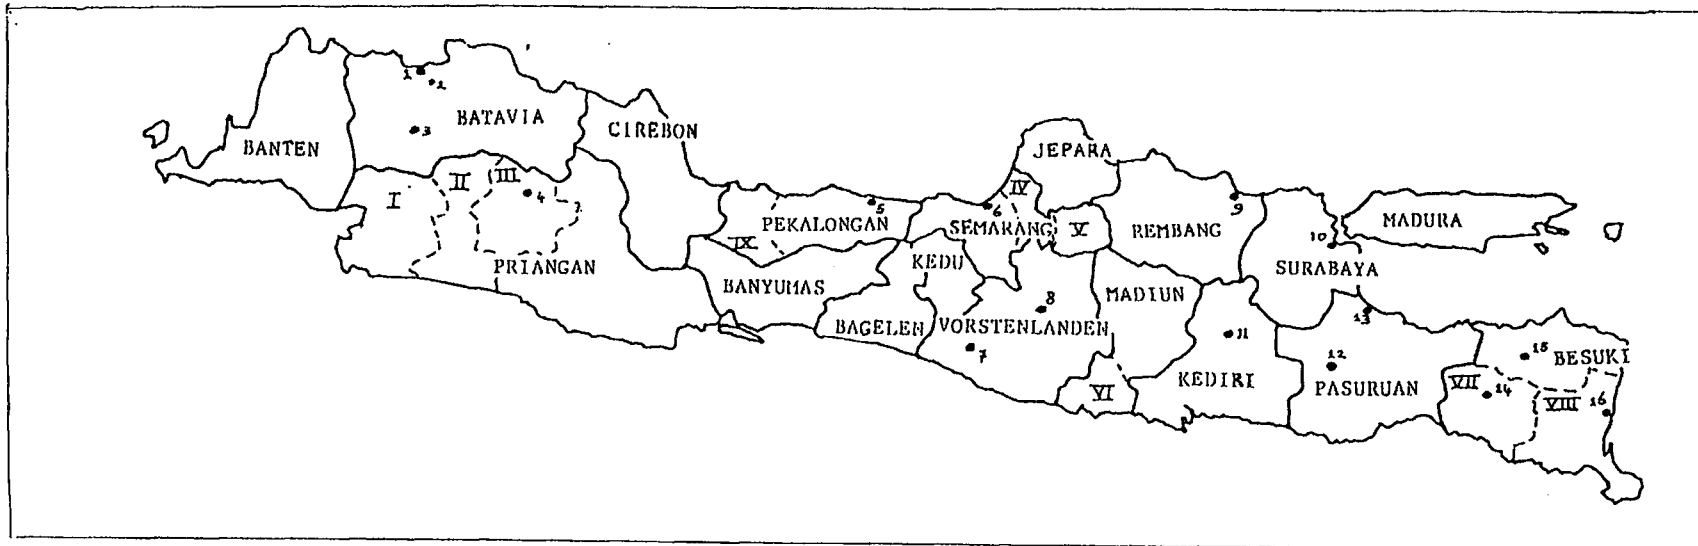 1
2
BATAVIA
3
BANTEN
CIREBON
JEPARA
I
II
III
4
IV
5
PEKALONGAN
6
SEMARANG
V
REMBANG
9
MADURA
IX
KEDU
10
PRIANGAN
SURABAYA
BANYUMAS
MADIUN
8
BAGELEN
VORSTENLANDEN
13
7
11
12
15
BESUKI
VI
KEDIRI
PASURUAN
VII
14
VIII
16